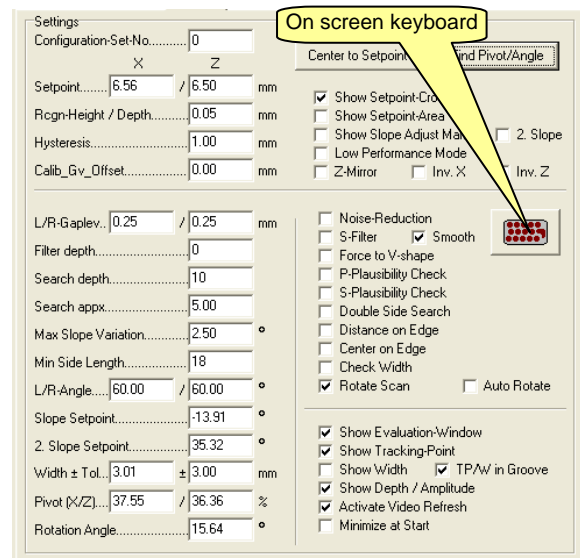 Settings
On screen keyboard
Configuration-Set-No........... 0
X Z
Center to Setpoint
ind Pivot/Angle
Setpoint...... 6.56 / 6.50 mm
Rcgn-Height / Depth........ 0.05 mm
Hysteresis......................... 1.00 mm
Calib_Gv_Offset................ 0.00 mm
Show Setpoint-Cro
Show Setpoint-Area
Show Slope Adjust Ma 2. Slope
Low Performance Mode
Z-Mirror Inv. X Inv. Z
L/R-Gaplev.. 0.25 / 0.25 mm
Filter depth........................ 0
Search depth.................... 10
Search appx..................... 5.00
Max Slope Variation.......... 2.50 °
Min Side Length................ 18
L/R-Angle..... 60.00 / 60.00 °
Slope Setpoint.................. -13.91 °
2. Slope Setpoint.............. 35.32 °
Width ± Tol... 3.01 ± 3.00 mm
Pivot (X/Z).... 37.55 / 36.36 %
Rotation Angle.................. 15.64 °
Noise-Reduction
S-Filter Smooth
Force to V-shape
P-Plausibility Check
S-Plausibility Check
Double Side Search
Distance on Edge
Center on Edge
Check Width
Rotate Scan Auto Rotate
Show Evaluation-Window
Show Tracking-Point
Show Width TP/W in Groove
Show Depth / Amplitude
Activate Video Refresh
Minimize at Start